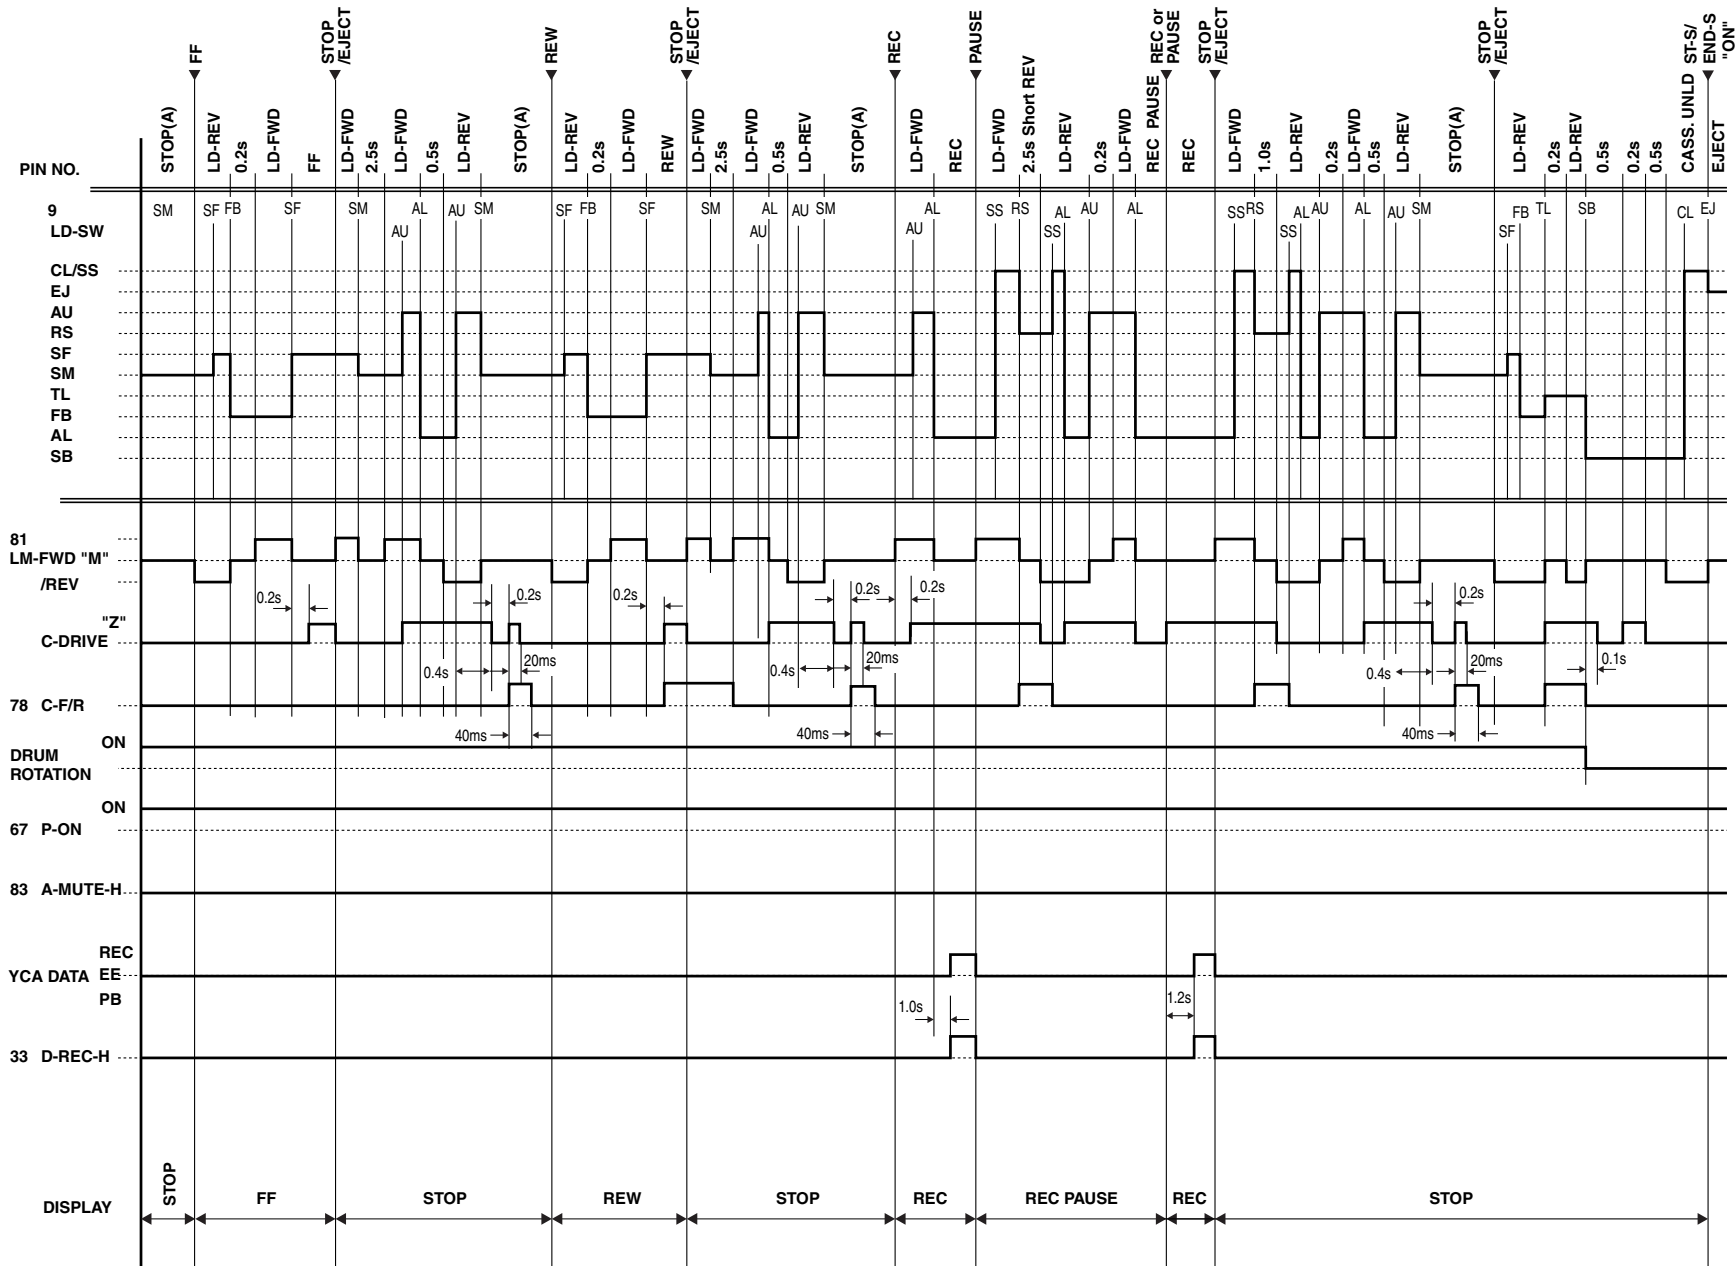 FF
STOP
/EJECT
REW
STOP
/EJECT
REC
PAUSE
REC or
PAUSE
STOP
/EJECT
STOP
/EJECT
ST-S/
END-S
"ON"
PIN NO.
STOP(A)
LD-REV
0.2s
LD-FWD
FF
LD-FWD
2.5s
LD-FWD
0.5s
LD-REV
STOP(A)
LD-REV
0.2s
LD-FWD
REW
LD-FWD
2.5s
LD-FWD
0.5s
LD-REV
STOP(A)
LD-FWD
REC
LD-FWD
2.5s Short REV
LD-REV
0.2s
LD-FWD
REC PAUSE
REC
LD-FWD
1.0s
LD-REV
0.2s
LD-FWD
0.5s
LD-REV
STOP(A)
LD-REV
0.2s
LD-REV
0.5s
0.2s
0.5s
CASS. UNLD
EJECT
9
LD-SW
SM SF FB SF SM AU AL AU SM SF FB SF SM AU AL AU SM AU AL SS RS SS AL AU AL SS RS SS AL AU AL AU SM SF FB TL SB CL EJ
CL/SS
EJ
AU
RS
SF
SM
TL
FB
AL
SB
81
LM-FWD "M"
/REV
0.2s 0.2s 0.2s 0.2s 0.2s 0.2s
"Z"
C-DRIVE
0.4s 20ms 0.4s 20ms 0.4s 20ms 0.1s
78 C-F/R
40ms 40ms 40ms
ON
DRUM
ROTATION
ON
67 P-ON
83 A-MUTE-H
REC
YCA DATA EE
PB
1.0s 1.2s
33 D-REC-H
DISPLAY
STOP FF STOP REW STOP REC REC PAUSE REC STOP